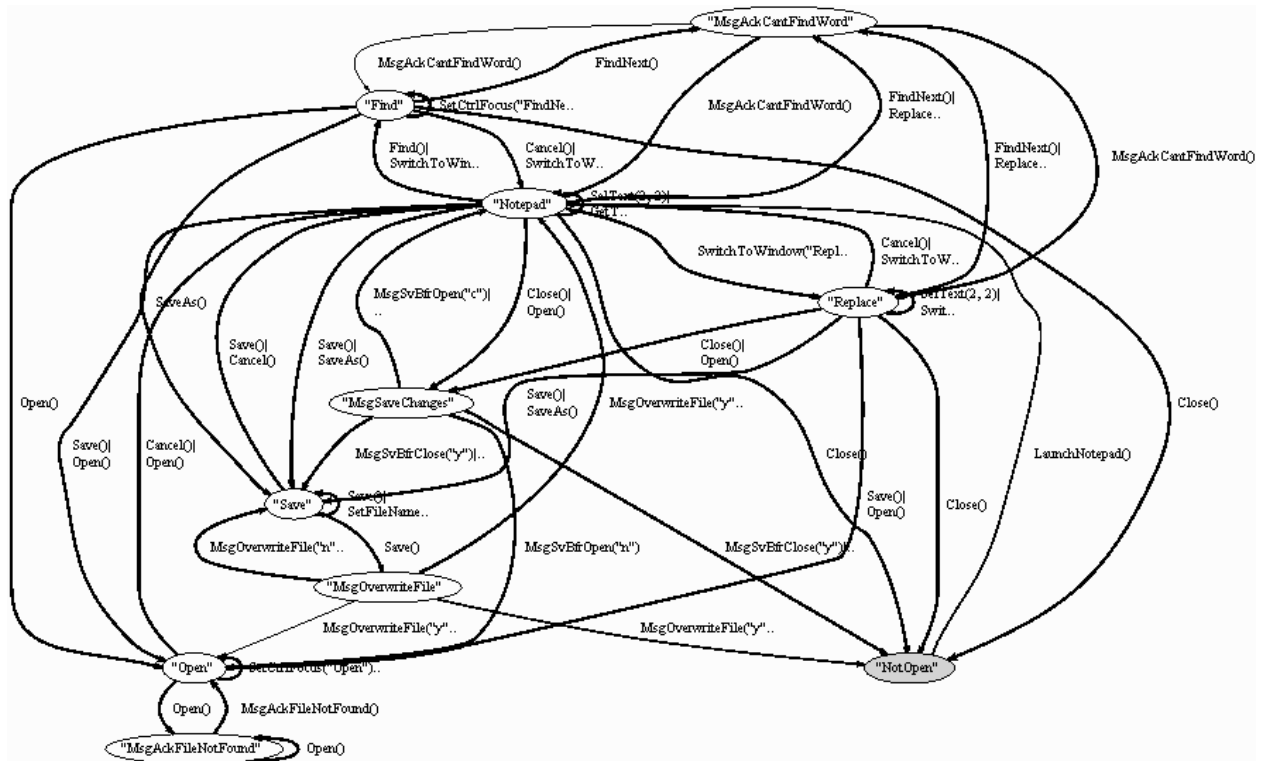 "MsgAckCantFindWord"
MsgAckCantFindWord()
FindNext()
"Find"
SetCtrlFocus("FindNe..
MsgAckCantFindWord()
FindNext()|
Replace..
Find()|
SwitchToWin..
Cancel()|
SwitchToW..
FindNext()|
Replace..
MsgAckCantFindWord()
"Notepad"
SelText(2, 2)|
GetT..
SwitchToWindow("Repl..
Cancel()|
SwitchToW..
SaveAs()
MsgSvBfrOpen("c")|
..
Close()|
Open()
"Replace"
SelText(2, 2)|
Swit..
Save()|
Cancel()
Save()|
SaveAs()
Close()|
Open()
Open()
"MsgSaveChanges"
Save()|
SaveAs()
MsgOverwriteFile("y"..
Close()
Save()|
Open()
Cancel()|
Open()
MsgSvBfrClose("y")|..
Close()
LaunchNotepad()
"Save"
Save()|
SetFileName..
Save()|
Open()
Close()
MsgOverwriteFile("n"..
Save()
MsgSvBfrOpen("n")
MsgSvBfrClose("y")|..
"MsgOverwriteFile"
MsgOverwriteFile("y"..
MsgOverwriteFile("y"..
"Open"
SetCtrlFocus("Open")..
"NotOpen"
Open()
MsgAckFileNotFound()
"MsgAckFileNotFound"
Open()